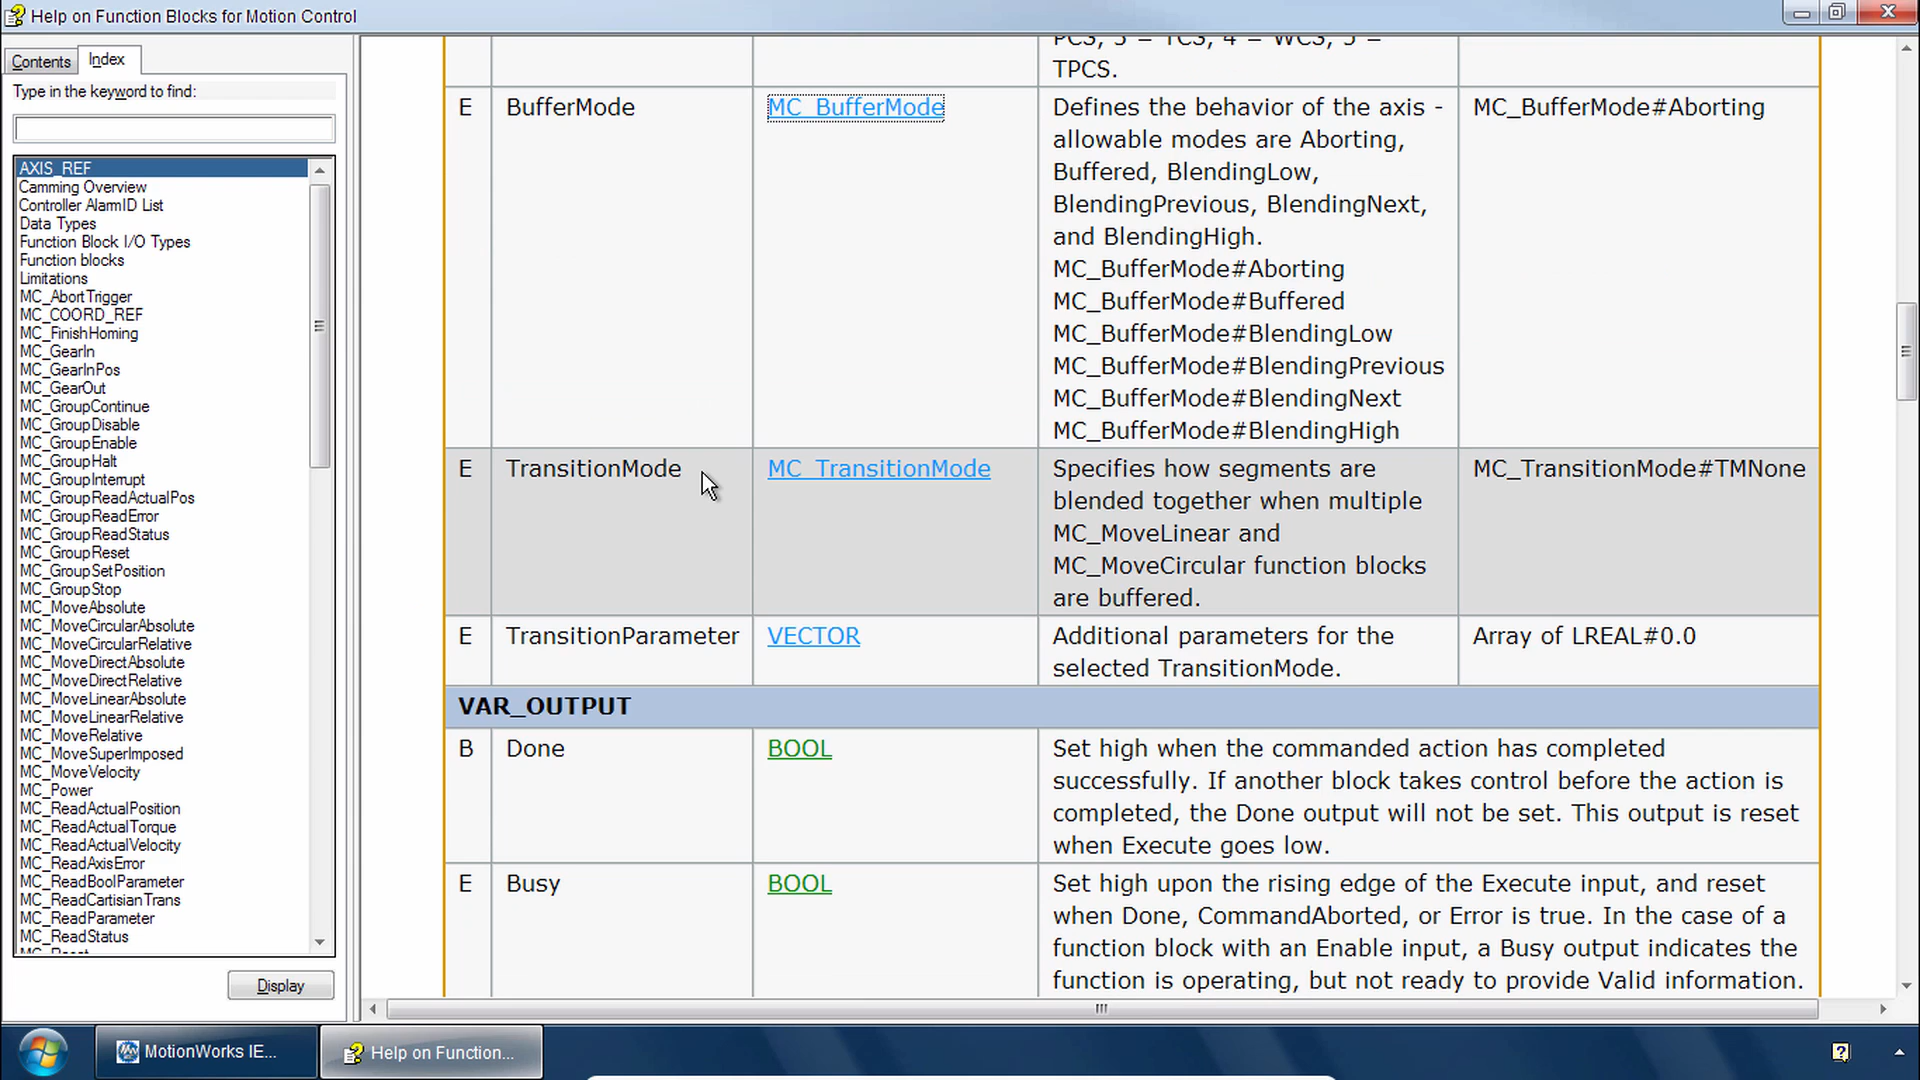 Help on Function Blocks for Motion Control
Contents
Index
Type in the keyword to find:
AXIS_REF
Camming Overview
Controller AlarmID List
Data Types
Function Block I/O Types
Function blocks
Limitations
MC_AbortTrigger
MC_COORD_REF
MC_FinishHoming
MC_GearIn
MC_GearInPos
MC_GearOut
MC_GroupContinue
MC_GroupDisable
MC_GroupEnable
MC_GroupHalt
MC_GroupInterrupt
MC_GroupReadActualPos
MC_GroupReadError
MC_GroupReadStatus
MC_GroupReset
MC_GroupSetPosition
MC_GroupStop
MC_MoveAbsolute
MC_MoveCircularAbsolute
MC_MoveCircularRelative
MC_MoveDirectAbsolute
MC_MoveDirectRelative
MC_MoveLinearAbsolute
MC_MoveLinearRelative
MC_MoveRelative
MC_MoveSuperImposed
MC_MoveVelocity
MC_Power
MC_ReadActualPosition
MC_ReadActualTorque
MC_ReadActualVelocity
MC_ReadAxisError
MC_ReadBoolParameter
MC_ReadCartisianTrans
MC_ReadParameter
MC_ReadStatus
Display
PCS, 3 = TCS, 4 = WCS, 5 =
TPCS.
E BufferMode MC_BufferMode Defines the behavior of the axis - MC_BufferMode#Aborting
allowable modes are Aborting,
Buffered, BlendingLow,
BlendingPrevious, BlendingNext,
and BlendingHigh.
MC_BufferMode#Aborting
MC_BufferMode#Buffered
MC_BufferMode#BlendingLow
MC_BufferMode#BlendingPrevious
MC_BufferMode#BlendingNext
MC_BufferMode#BlendingHigh
E TransitionMode MC_TransitionMode Specifies how segments are MC_TransitionMode#TMNone
blended together when multiple
MC_MoveLinear and
MC_MoveCircular function blocks
are buffered.
E TransitionParameter VECTOR Additional parameters for the Array of LREAL#0.0
selected TransitionMode.
VAR_OUTPUT
B Done BOOL Set high when the commanded action has completed
successfully. If another block takes control before the action is
completed, the Done output will not be set. This output is reset
when Execute goes low.
E Busy BOOL Set high upon the rising edge of the Execute input, and reset
when Done, CommandAborted, or Error is true. In the case of a
function block with an Enable input, a Busy output indicates the
function is operating, but not ready to provide Valid information.
MotionWorks IE...
Help on Function...